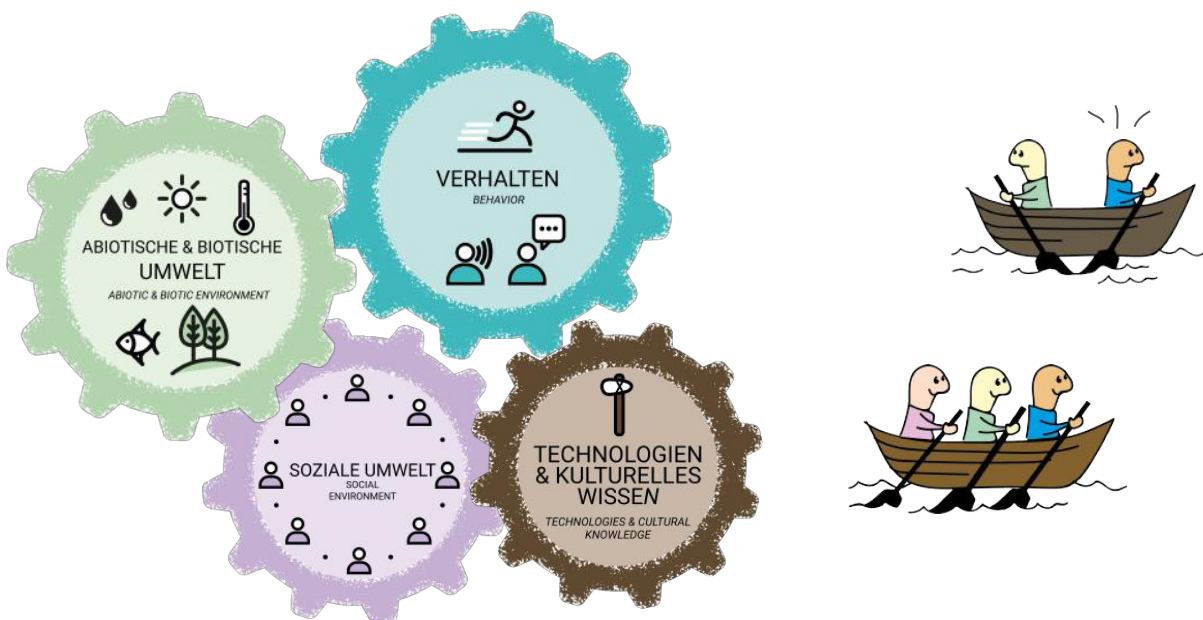 VERHALTEN
BEHAVIOR
ABIOTISCHE & BIOTISCHE
UMWELT
ABIOTIC & BIOTIC ENVIRONMENT
SOZIALE UMWELT
SOCIAL
ENVIRONMENT
TECHNOLOGIEN
& KULTURELLES
WISSEN
TECHNOLOGIES & CULTURAL
KNOWLEDGE